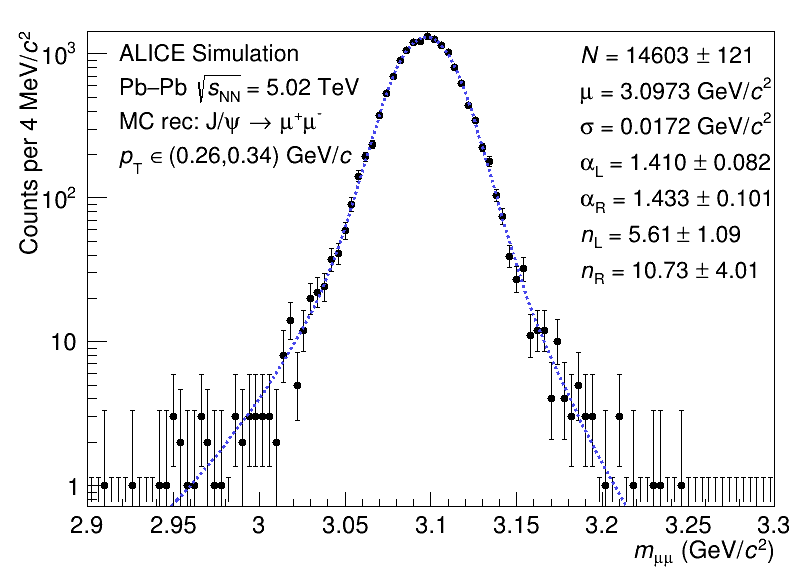 Counts per 4 MeV/c²
10³
10²
10
1
ALICE Simulation
Pb–Pb √sNN = 5.02 TeV
MC rec: J/ψ → μ⁺μ⁻
pT ∈ (0.26,0.34) GeV/c
N = 14603 ± 121
μ = 3.0973 GeV/c²
σ = 0.0172 GeV/c²
αL = 1.410 ± 0.082
αR = 1.433 ± 0.101
nL = 5.61 ± 1.09
nR = 10.73 ± 4.01
2.9 2.95 3 3.05 3.1 3.15 3.2 3.25 3.3
mμμ (GeV/c²)